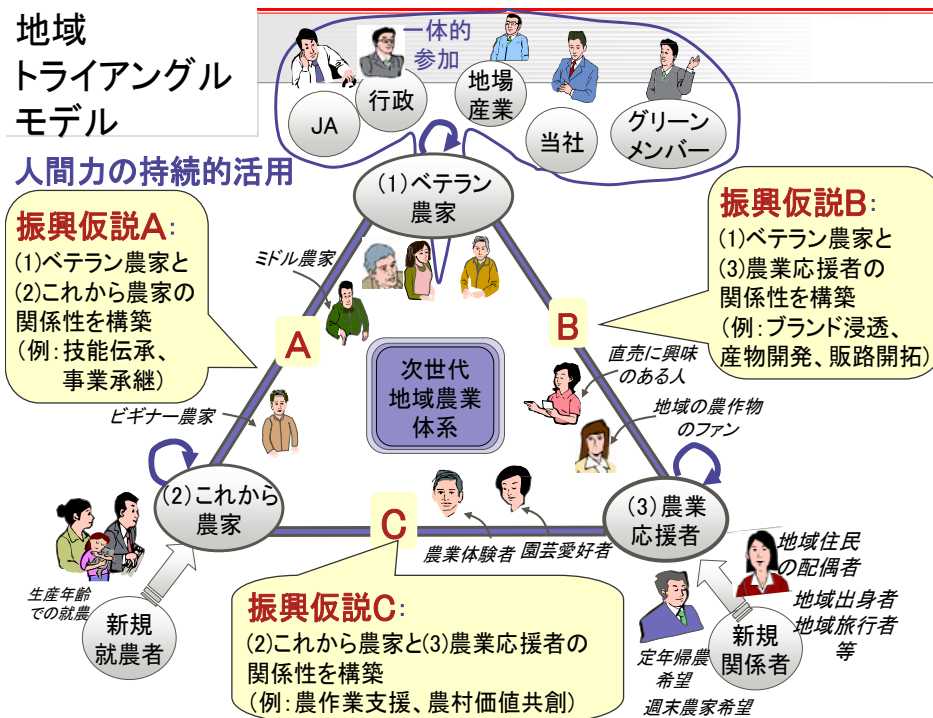 地域
トライアングル
モデル
一体的
参加
JA
行政
地場
産業
当社
グリーン
メンバー
人間力の持続的活用
(1)ベテラン
農家
振興仮説A：
(1)ベテラン農家と
(2)これから農家の
関係性を構築
(例：技能伝承、
事業承継)
振興仮説B：
(1)ベテラン農家と
(3)農業応援者の
関係性を構築
(例：ブランド浸透、
産物開発、販路開拓)
ミドル農家
A
B
次世代
地域農業
体系
直売に興味
のある人
ビギナー農家
地域の農作物
のファン
(2)これから
農家
C
(3)農業
応援者
農業体験者
園芸愛好者
生産年齢
での就農
新規
就農者
振興仮説C：
(2)これから農家と(3)農業応援者の
関係性を構築
(例：農作業支援、農村価値共創)
地域住民
の配偶者
地域出身者
地域旅行者
等
新規
関係者
定年帰農
希望
週末農家希望